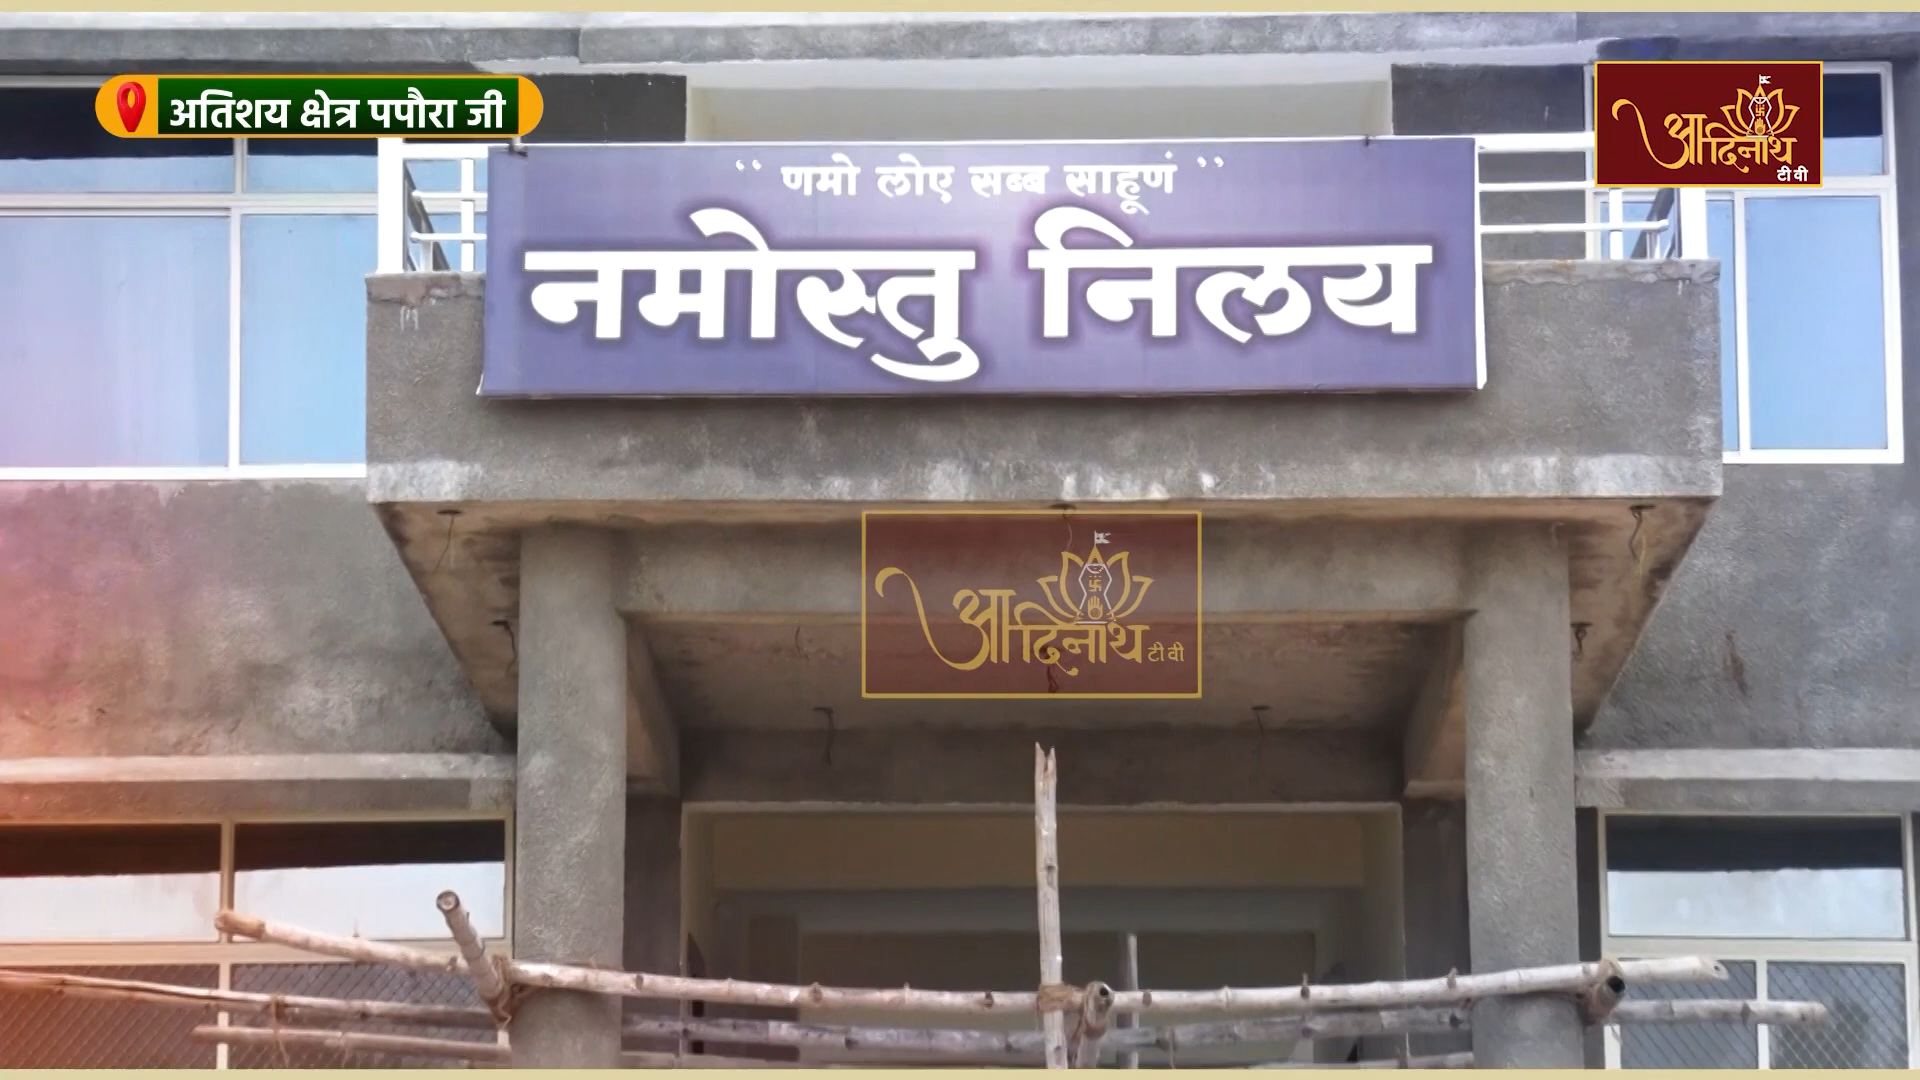 अतिशय क्षेत्र पपौरा जी
आदिनाथ
टी वी
" णमो लोए सब्ब साहूणं "
नमोस्तु निलय
आदिनाथ टी वी